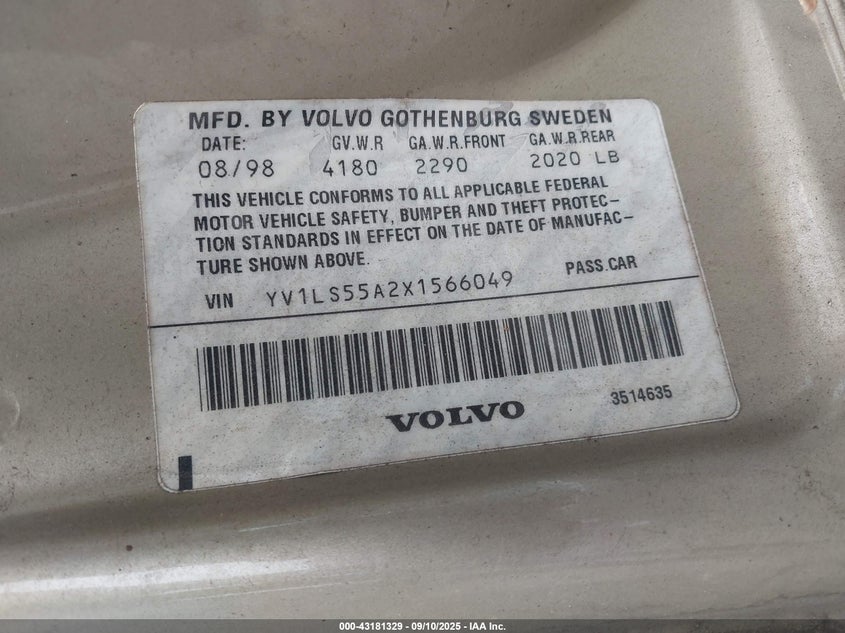 MFD. BY VOLVO GOTHENBURG SWEDEN
DATE: GV.W.R GA.W.R.FRONT GA.W.R.REAR
08/98 4180 2290 2020 LB
THIS VEHICLE CONFORMS TO ALL APPLICABLE FEDERAL
MOTOR VEHICLE SAFETY, BUMPER AND THEFT PROTEC-
TION STANDARDS IN EFFECT ON THE DATE OF MANUFAC-
TURE SHOWN ABOVE.
VIN YV1LS55A2X1566049 PASS.CAR
VOLVO 3514635
000-43181329 - 09/10/2025 - IAA Inc.